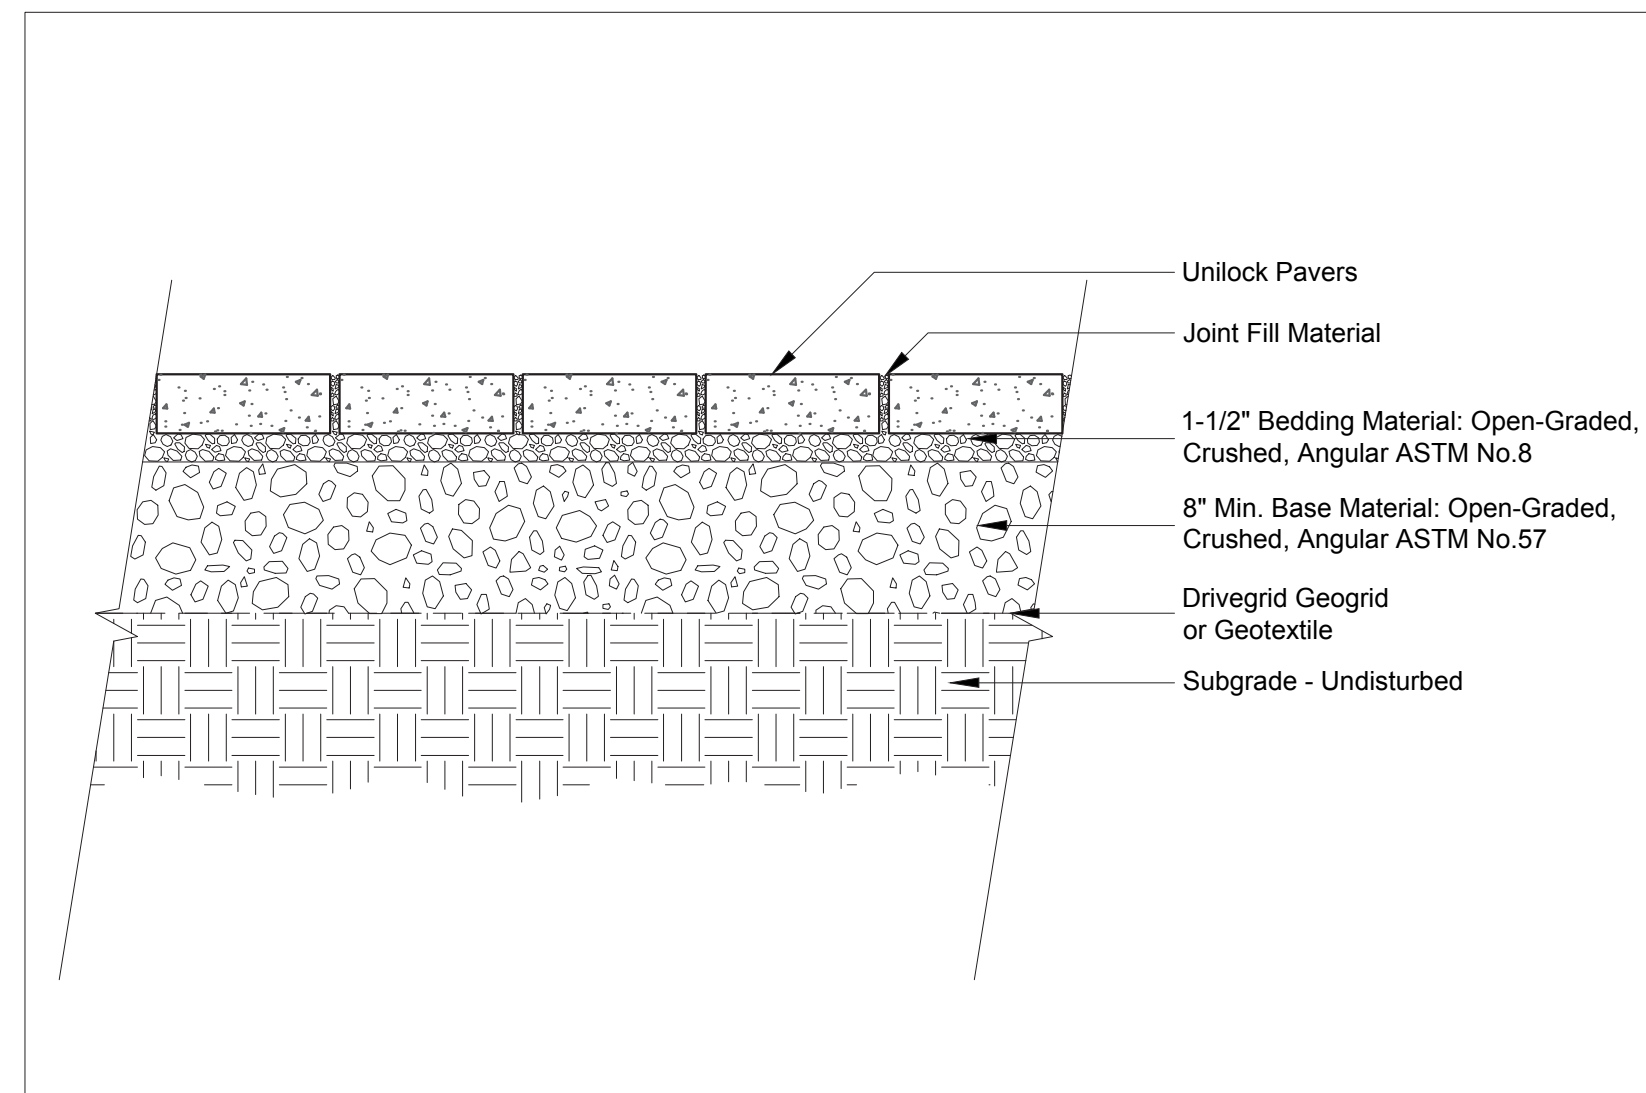 Unilock Pavers
Joint Fill Material
1-1/2" Bedding Material: Open-Graded,
Crushed, Angular ASTM No.8
8" Min. Base Material: Open-Graded,
Crushed, Angular ASTM No.57
Drivegrid Geogrid
or Geotextile
Subgrade - Undisturbed